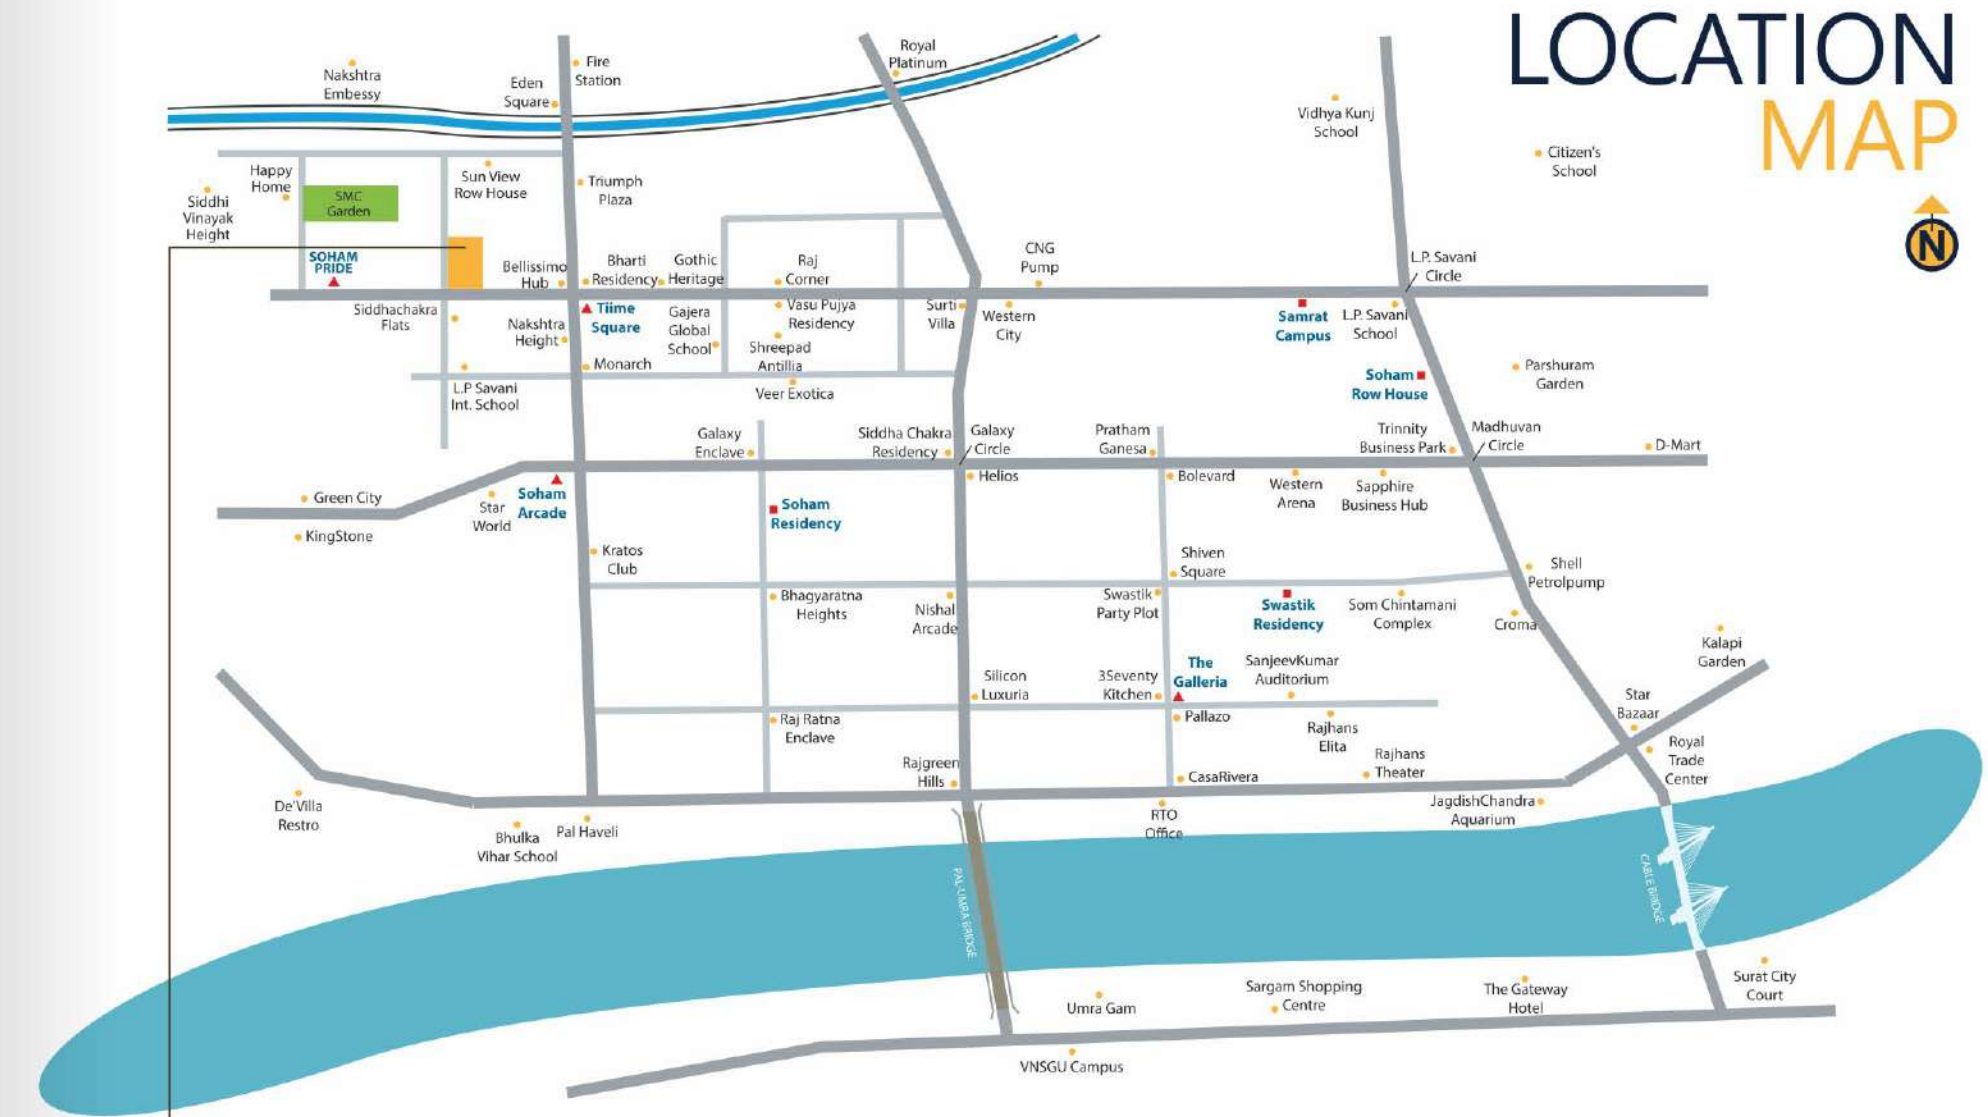 LOCATION
MAP
N
Nakshtra
Embessy
Eden
Square
Fire
Station
Royal
Platinum
Vidhya Kunj
School
Citizen's
School
Happy
Home
Siddhi
Vinayak
Height
SMC
Garden
Sun View
Row House
Triumph
Plaza
SOHAM
PRIDE
Bellissimo
Hub
Bharti
Residency
Gothic
Heritage
Raj
Corner
CNG
Pump
L.P. Savani
Circle
Siddhachakra
Flats
Nakshtra
Height
Tiime
Square
Gajera
Global
School
Vasu Pujya
Residency
Shreepad
Antillia
Surti
Villa
Western
City
Samrat
Campus
L.P. Savani
School
Monarch
Veer Exotica
L.P Savani
Int. School
Soham
Row House
Parshuram
Garden
Galaxy
Enclave
Siddha Chakra
Residency
Galaxy
Circle
Pratham
Ganesa
Trinnity
Business Park
Madhuvan
Circle
D-Mart
Green City
KingStone
Star
World
Soham
Arcade
Soham
Residency
Helios
Bolevard
Western
Arena
Sapphire
Business Hub
Kratos
Club
Shiven
Square
Shell
Petrolpump
Bhagyaratna
Heights
Nishal
Arcade
Swastik
Party Plot
Swastik
Residency
Som Chintamani
Complex
Croma
Kalapi
Garden
Silicon
Luxuria
3Seventy
Kitchen
The
Galleria
SanjeevKumar
Auditorium
Star
Bazaar
Raj Ratna
Enclave
Pallazo
Rajhans
Elita
Royal
Trade
Center
Rajgreen
Hills
CasaRivera
Rajhans
Theater
De'Villa
Restro
Bhulka
Vihar School
Pal Haveli
RTO
Office
JagdishChandra
Aquarium
PAL-UMRA BRIDGE
CABLE BRIDGE
Umra Gam
Sargam Shopping
Centre
The Gateway
Hotel
Surat City
Court
VNSGU Campus